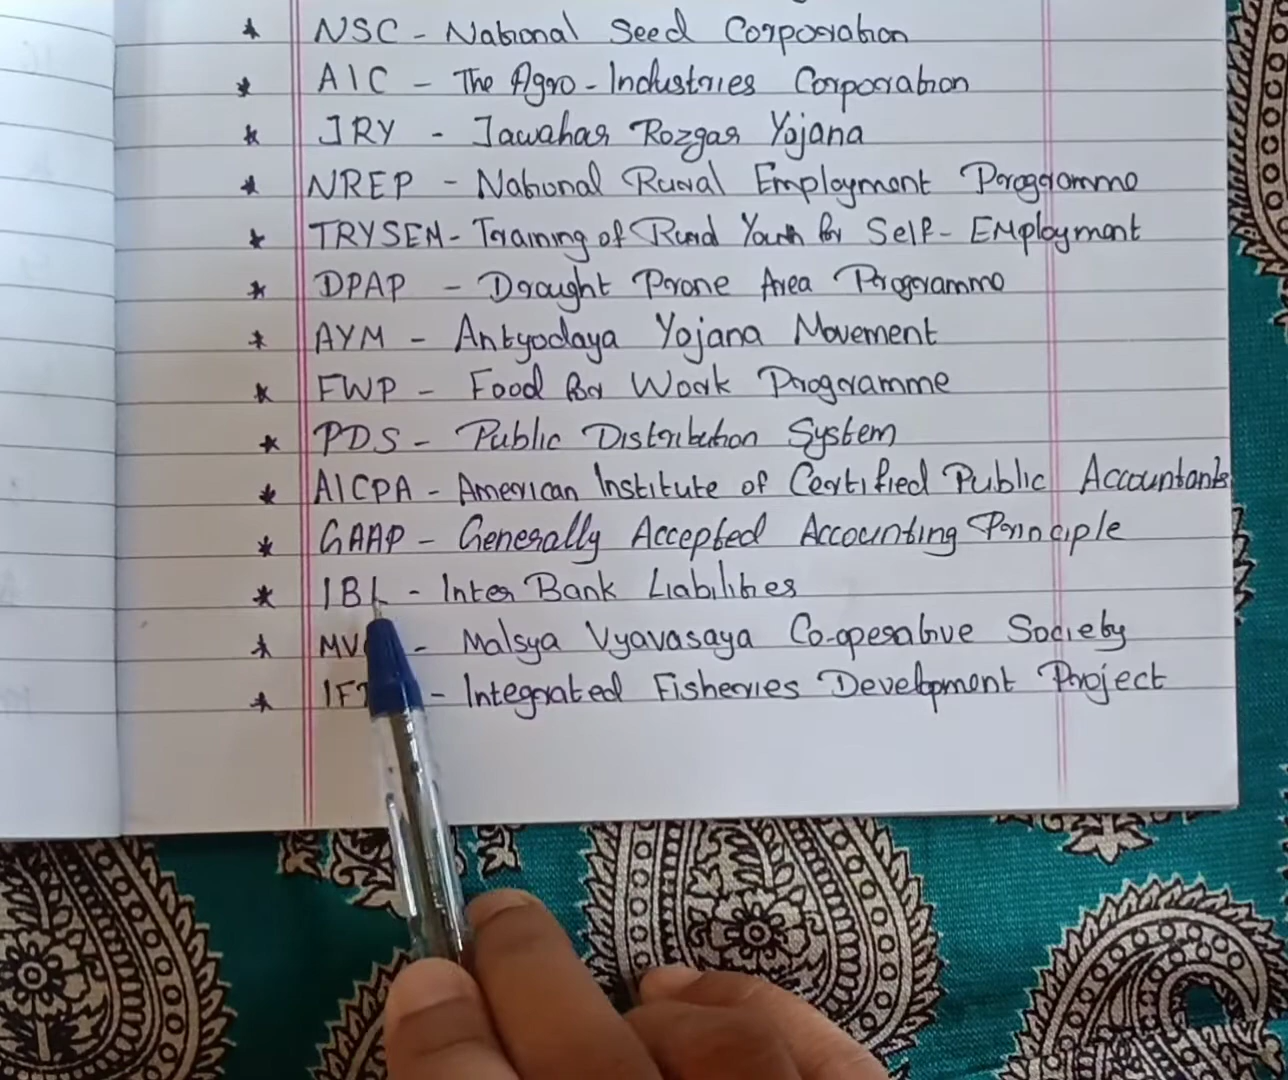 NSC - National Seed Corporation
AIC - The Agro-Industries Corporation
JRY - Jawahar Rozgar Yojana
NREP - National Rural Employment Programme
TRYSEM - Training of Rural Youth for Self-Employment
DPAP - Drought Prone Area Programme
AYM - Antyodaya Yojana Movement
FWP - Food for Work Programme
PDS - Public Distribution System
AICPA - American Institute of Certified Public Accountants
GAAP - Generally Accepted Accounting Principle
IBL - Inter Bank Liabilities
MV - Matsya Vyavasaya Co-operative Society
IF - Integrated Fisheries Development Project